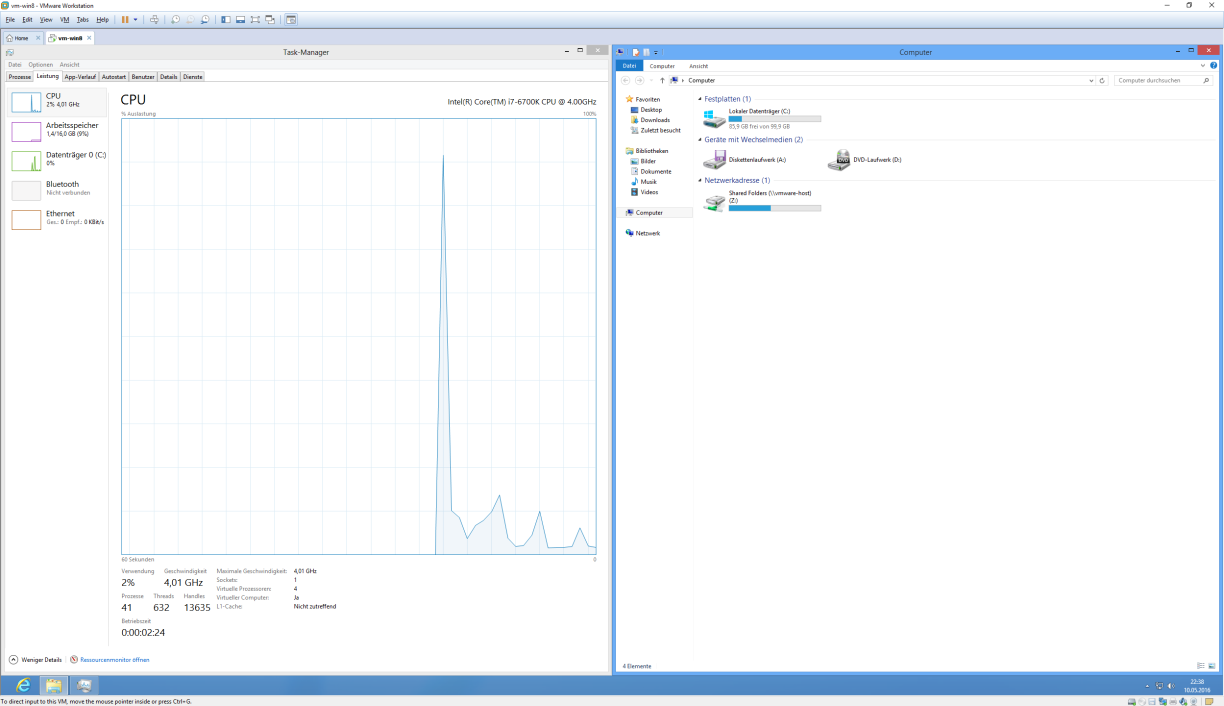 vm-win8 - VMware Workstation
File Edit View VM Tabs Help
Home vm-win8
Task-Manager
Datei Optionen Ansicht
Prozesse Leistung App-Verlauf Autostart Benutzer Details Dienste
CPU
2% 4,01 GHz
Arbeitsspeicher
1,4/16,0 GB (9%)
Datenträger 0 (C:)
0%
Bluetooth
Nicht verbunden
Ethernet
Ges.: 0 Empf.: 0 KBit/s
CPU
Intel(R) Core(TM) i7-6700K CPU @ 4.00GHz
% Auslastung 100%
60 Sekunden 0
Verwendung Geschwindigkeit
2% 4,01 GHz
Prozesse Threads Handles
41 632 13635
Betriebszeit
0:00:02:24
Maximale Geschwindigkeit: 4,01 GHz
Sockets: 1
Virtuelle Prozessoren: 4
Virtueller Computer: Ja
L1-Cache: Nicht zutreffend
Weniger Details Ressourcenmonitor öffnen
Computer
Datei Computer Ansicht
Computer
Computer durchsuchen
Favoriten
Desktop
Downloads
Zuletzt besucht
Bibliotheken
Bilder
Dokumente
Musik
Videos
Computer
Netzwerk
Festplatten (1)
Lokaler Datenträger (C:)
85,9 GB frei von 99,9 GB
Geräte mit Wechselmedien (2)
Diskettenlaufwerk (A:)
DVD
DVD-Laufwerk (D:)
Netzwerkadresse (1)
Shared Folders (\\vmware-host)
(Z:)
4 Elemente
22:38
10.05.2016
To direct input to this VM, move the mouse pointer inside or press Ctrl+G.